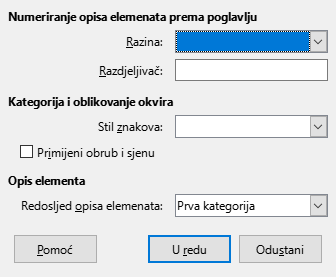 Numeriranje opisa elemenata prema poglavlju
Razina:
Razdjeljivač:
Kategorija i oblikovanje okvira
Stil znakova:
Primijeni obrub i sjenu
Opis elementa
Redosljed opisa elemenata: Prva kategorija
Pomoć U redu Odustani